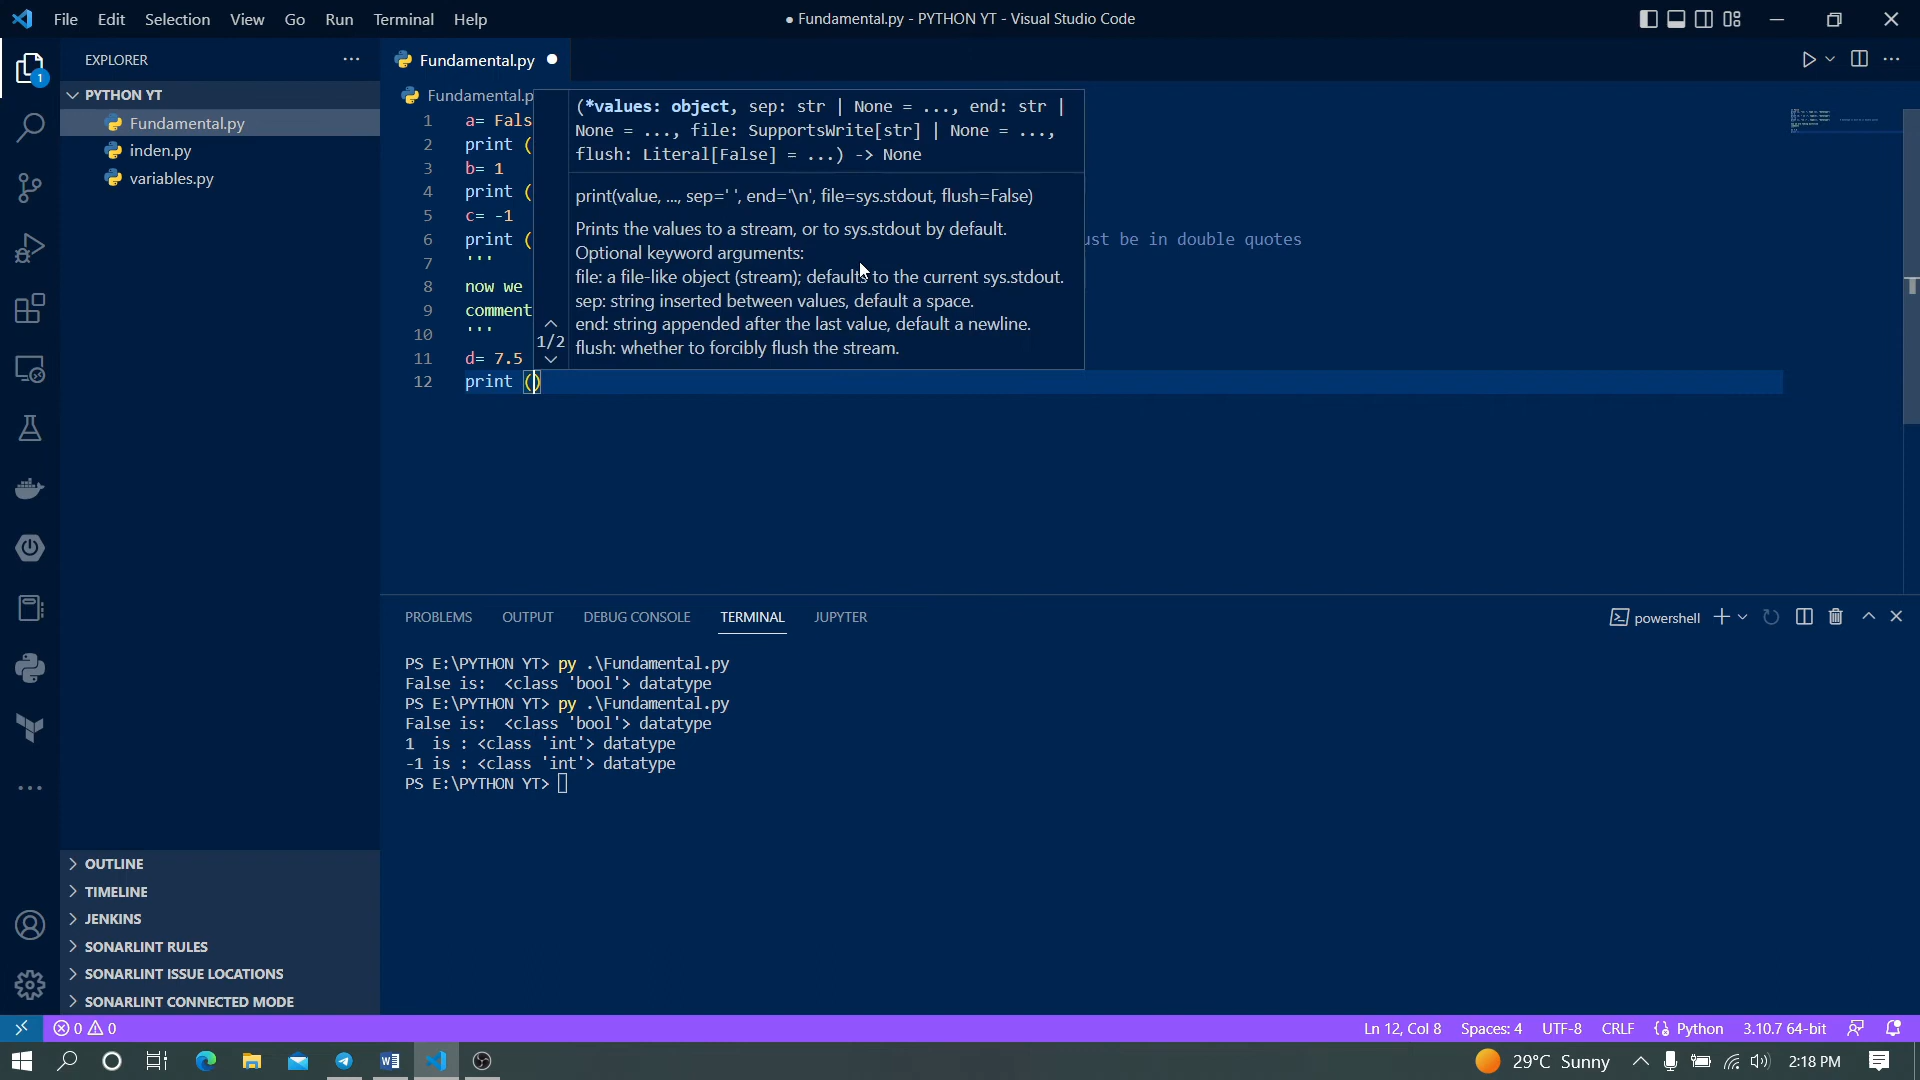 File Edit Selection View Go Run Terminal Help
● Fundamental.py - PYTHON YT - Visual Studio Code
EXPLORER
PYTHON YT
Fundamental.py
inden.py
variables.py
OUTLINE
TIMELINE
JENKINS
SONARLINT RULES
SONARLINT ISSUE LOCATIONS
SONARLINT CONNECTED MODE
1
Fundamental.py
Fundamental.p
1 a= Fals
2 print (
3 b= 1
4 print (
5 c= -1
6 print (
7 '''
8 now we
9 comment
10 '''
11 d= 7.5
12 print ()
ust be in double quotes
(*values: object, sep: str | None = ..., end: str |
None = ..., file: SupportsWrite[str] | None = ...,
flush: Literal[False] = ...) -> None
print(value, ..., sep=' ', end='\n', file=sys.stdout, flush=False)
Prints the values to a stream, or to sys.stdout by default.
Optional keyword arguments:
file: a file-like object (stream); defaults to the current sys.stdout.
sep: string inserted between values, default a space.
end: string appended after the last value, default a newline.
flush: whether to forcibly flush the stream.
1/2
PROBLEMS OUTPUT DEBUG CONSOLE TERMINAL JUPYTER
powershell
PS E:\PYTHON YT> py .\Fundamental.py
False is:  <class 'bool'> datatype
PS E:\PYTHON YT> py .\Fundamental.py
False is:  <class 'bool'> datatype
1  is : <class 'int'> datatype
-1 is : <class 'int'> datatype
PS E:\PYTHON YT>
0 0
Ln 12, Col 8 Spaces: 4 UTF-8 CRLF Python 3.10.7 64-bit
29°C Sunny 2:18 PM